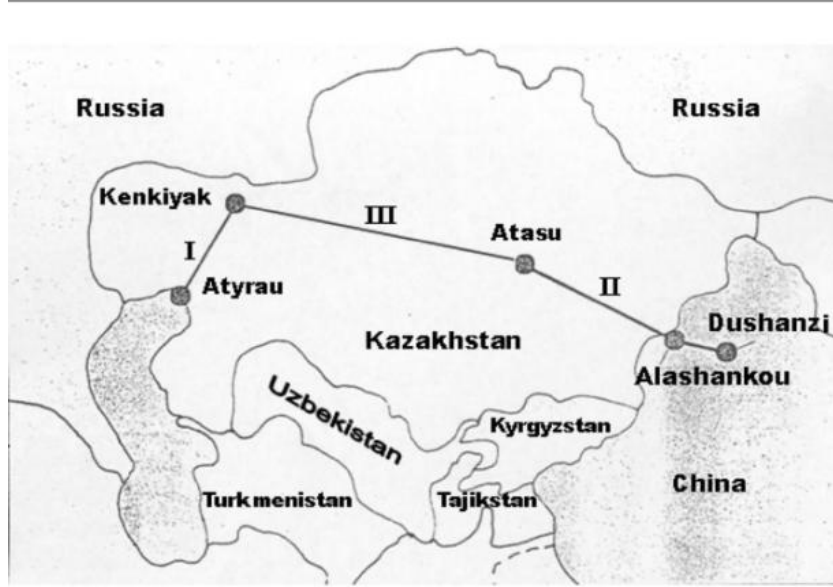 Russia
Russia
Kenkiyak
III
Atasu
I
II
Atyrau
Dushanzi
Kazakhstan
Alashankou
Uzbekistan
Kyrgyzstan
China
Turkmenistan
Tajikstan